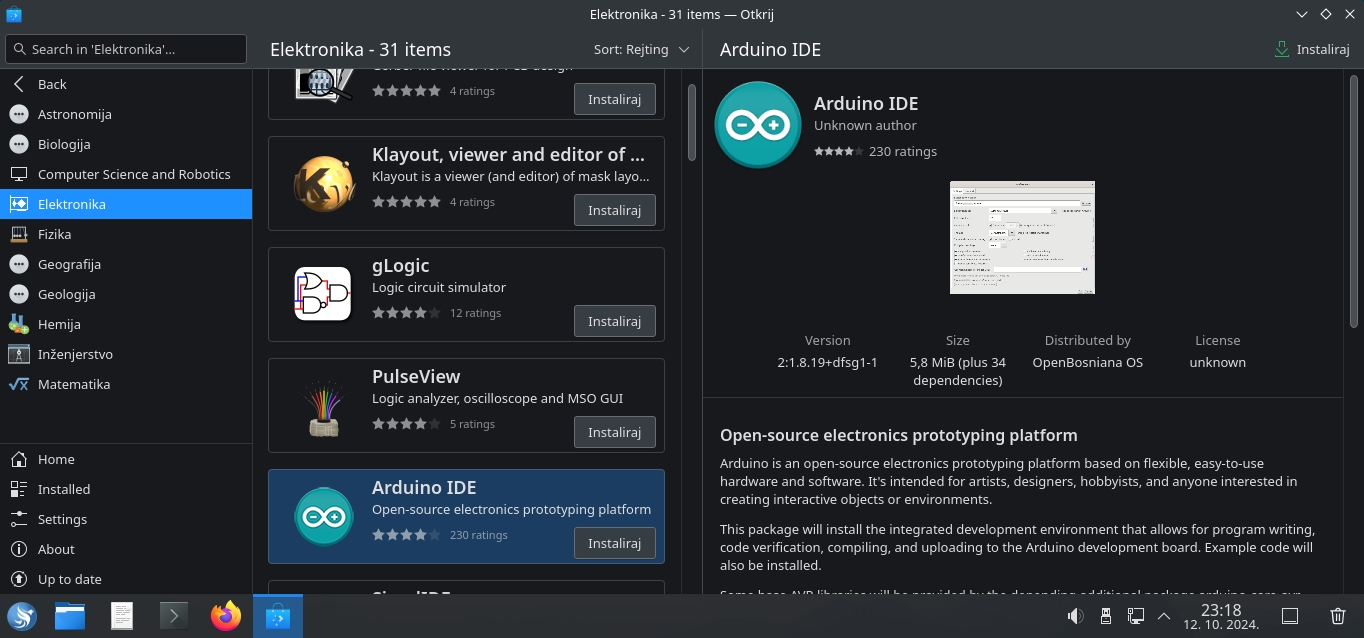 Elektronika - 31 items — Otkrij
Search in 'Elektronika'...
Elektronika - 31 items
Sort: Rejting
Arduino IDE
Instaliraj
Back
Astronomija
Biologija
Computer Science and Robotics
Elektronika
Fizika
Geografija
Geologija
Hemija
Inženjerstvo
Matematika
Home
Installed
Settings
About
Up to date
4 ratings
Instaliraj
Klayout, viewer and editor of ...
Klayout is a viewer (and editor) of mask layo...
4 ratings
Instaliraj
gLogic
Logic circuit simulator
12 ratings
Instaliraj
PulseView
Logic analyzer, oscilloscope and MSO GUI
5 ratings
Instaliraj
Arduino IDE
Open-source electronics prototyping platform
230 ratings
Instaliraj
Arduino IDE
Unknown author
230 ratings
Version
2:1.8.19+dfsg1-1
Size
5,8 MiB (plus 34
dependencies)
Distributed by
OpenBosniana OS
License
unknown
Open-source electronics prototyping platform
Arduino is an open-source electronics prototyping platform based on flexible, easy-to-use
hardware and software. It's intended for artists, designers, hobbyists, and anyone interested in
creating interactive objects or environments.
This package will install the integrated development environment that allows for program writing,
code verification, compiling, and uploading to the Arduino development board. Example code will
also be installed.
23:18
12. 10. 2024.